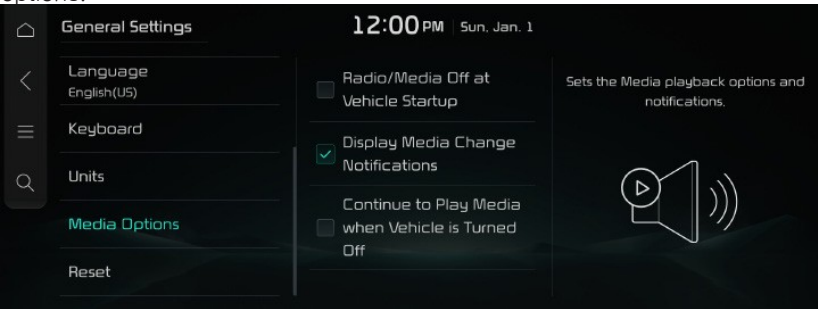 options.
General Settings
12:00 PM Sun, Jan. 1
Language
English(US)
Keyboard
Units
Media Options
Reset
Radio/Media Off at
Vehicle Startup
Display Media Change
Notifications
Continue to Play Media
when Vehicle is Turned
Off
Sets the Media playback options and
notifications.